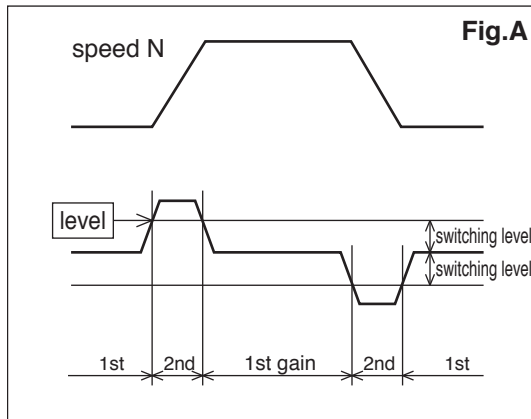 Fig.A
speed N
level
switching level
switching level
1st 2nd 1st gain 2nd 1st